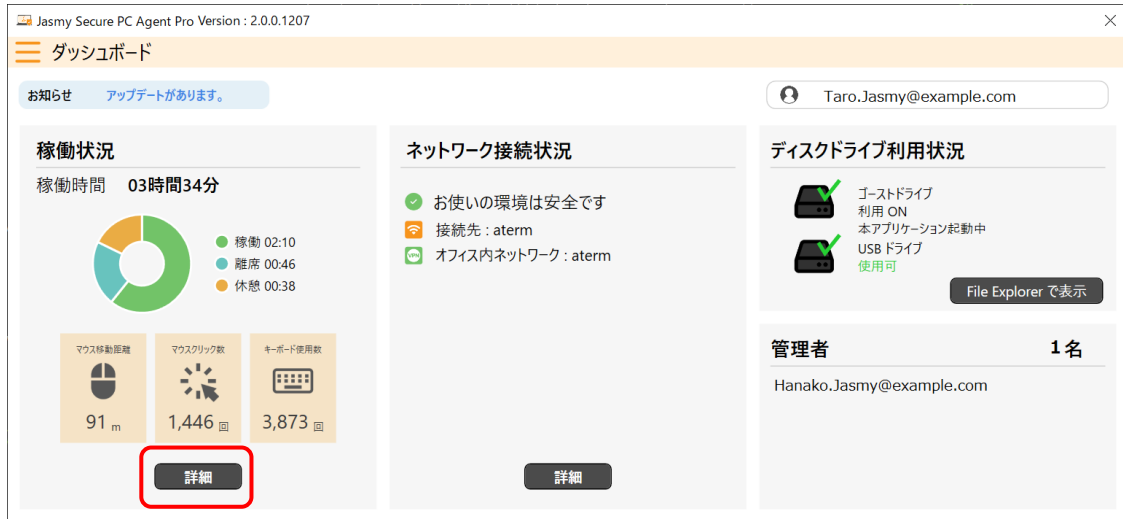 Jasmy Secure PC Agent Pro Version : 2.0.0.1207
ダッシュボード
お知らせ アップデートがあります。
Taro.Jasmy@example.com
稼働状況
稼働時間 03時間34分
稼働 02:10
離席 00:46
休憩 00:38
マウス移動距離 マウスクリック数 キーボード使用数
91 m 1,446 回 3,873 回
詳細
ネットワーク接続状況
お使いの環境は安全です
接続先 : aterm
VPN オフィス内ネットワーク : aterm
詳細
ディスクドライブ利用状況
ゴーストドライブ
利用 ON
本アプリケーション起動中
USB ドライブ
使用可
File Explorer で表示
管理者 1名
Hanako.Jasmy@example.com